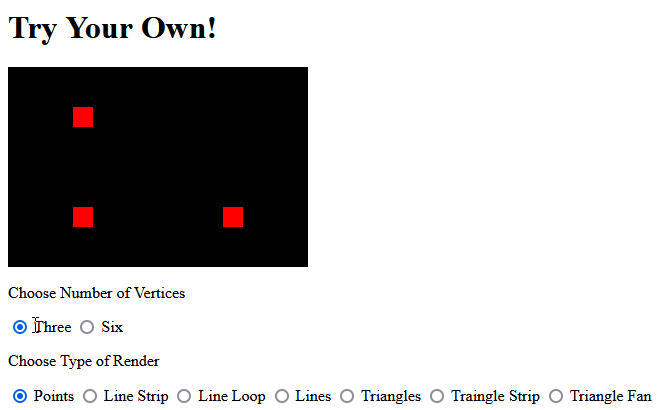 Try Your Own!
Choose Number of Vertices
Three Six
Choose Type of Render
Points Line Strip Line Loop Lines Triangles Traingle Strip Triangle Fan